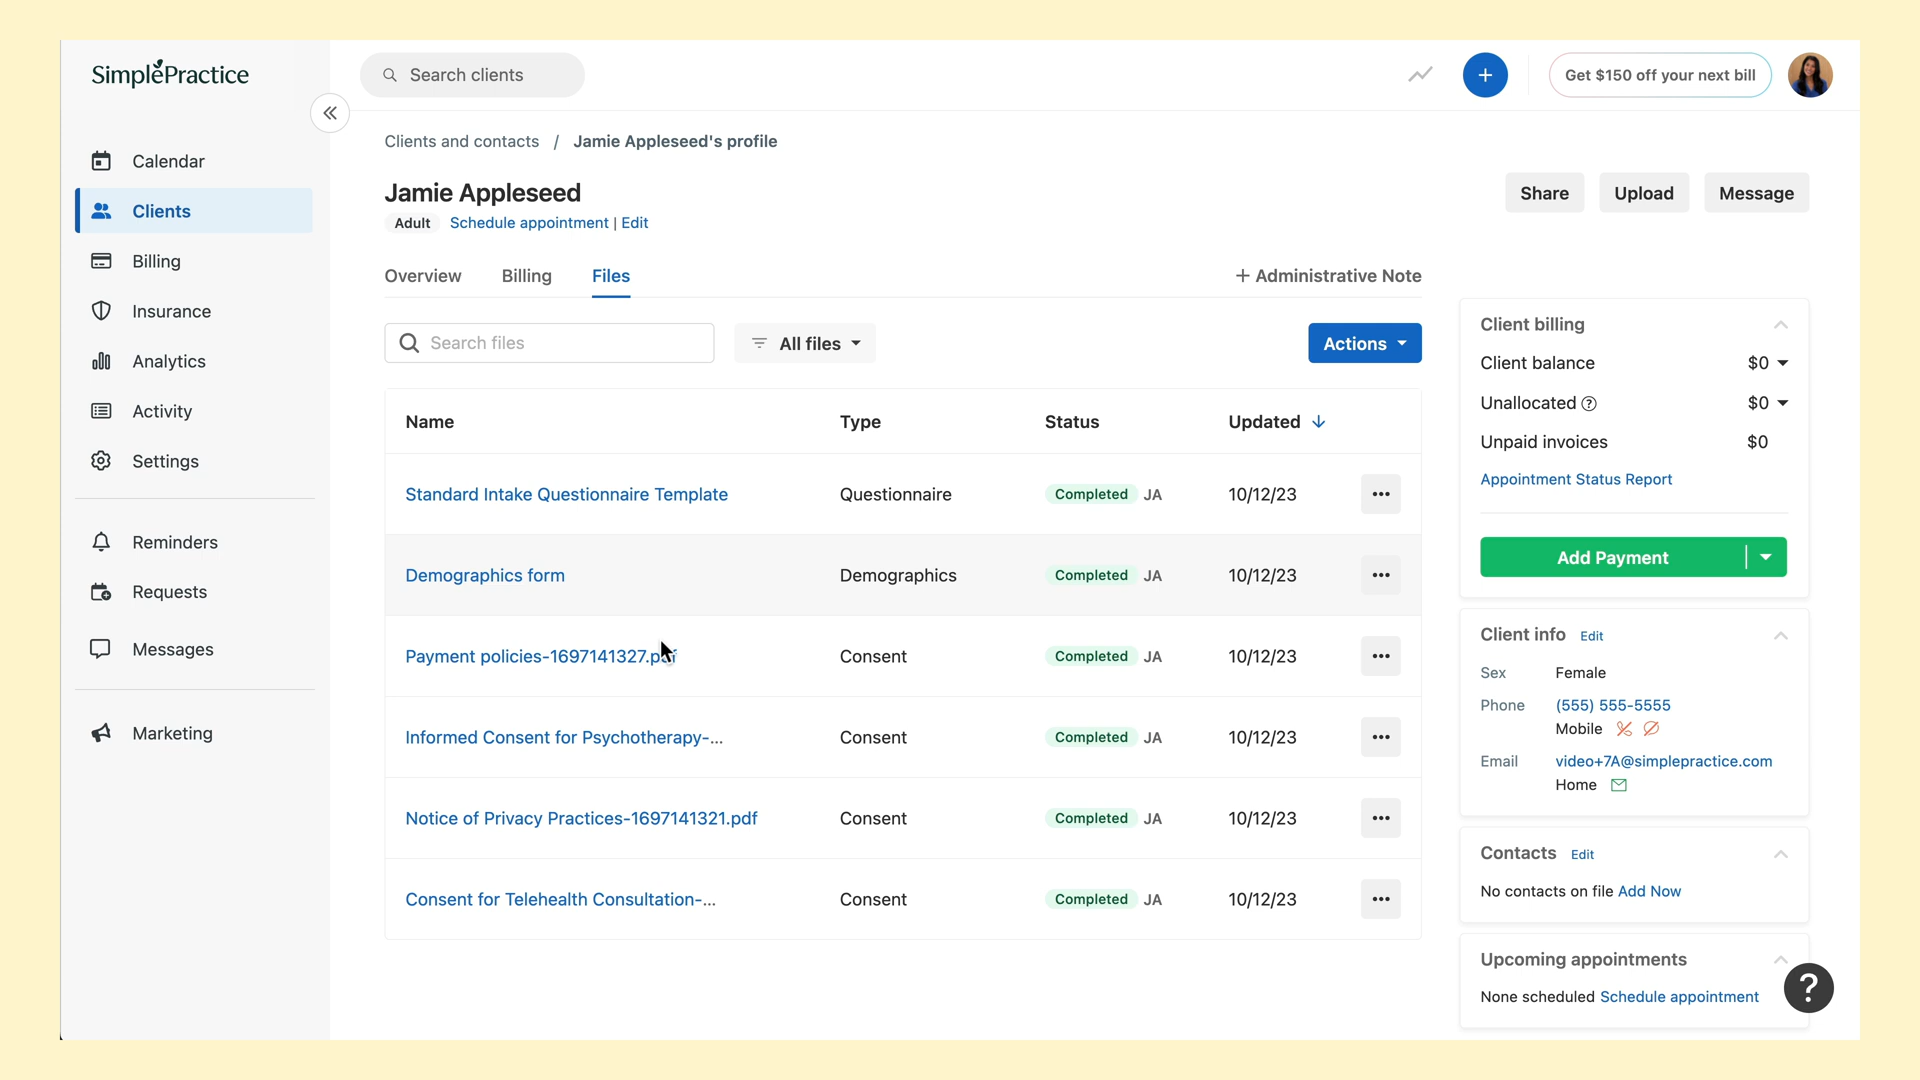 SimplePractice
Search clients
Get $150 off your next bill
Calendar
Clients
Billing
Insurance
Analytics
Activity
Settings
Reminders
Requests
Messages
Marketing
Clients and contacts / Jamie Appleseed's profile
Jamie Appleseed
Adult Schedule appointment | Edit
Share Upload Message
Overview Billing Files + Administrative Note
Search files All files Actions
Name Type Status Updated
Standard Intake Questionnaire Template Questionnaire Completed JA 10/12/23
Demographics form Demographics Completed JA 10/12/23
Payment policies-1697141327.pdf Consent Completed JA 10/12/23
Informed Consent for Psychotherapy-... Consent Completed JA 10/12/23
Notice of Privacy Practices-1697141321.pdf Consent Completed JA 10/12/23
Consent for Telehealth Consultation-... Consent Completed JA 10/12/23
Client billing
Client balance $0
Unallocated ? $0
Unpaid invoices $0
Appointment Status Report
Add Payment
Client info Edit
Sex Female
Phone (555) 555-5555
Mobile
Email video+7A@simplepractice.com
Home
Contacts Edit
No contacts on file Add Now
Upcoming appointments
None scheduled Schedule appointment
?